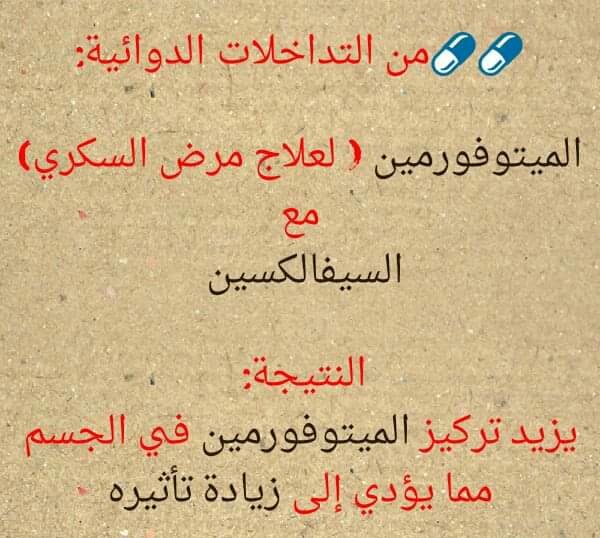 💊💊من التداخلات الدوائية:
الميتوفورمين ( لعلاج مرض السكري)
مع
السيفالكسين
النتيجة:
يزيد تركيز الميتوفورمين في الجسم
مما يؤدي إلى زيادة تأثيره